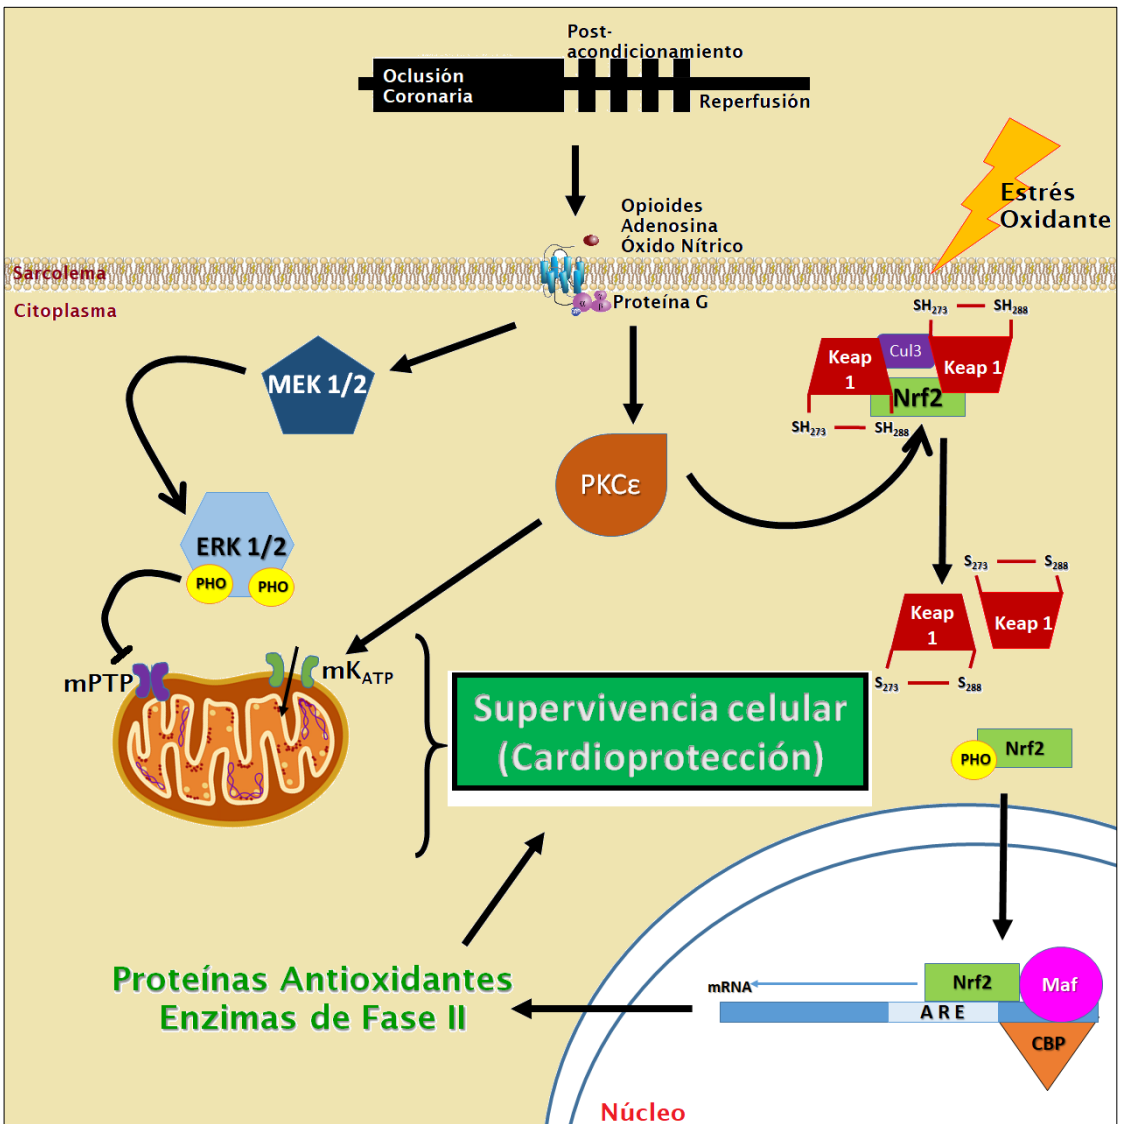 Post-
acondicionamiento
Oclusión
Coronaria
Reperfusión
Estrés
Oxidante
Opioides
Adenosina
Óxido Nítrico
Sarcolema
Citoplasma
Proteína G
α
SH273
SH288
Keap
1
Cul3
Keap 1
Nrf2
SH273
SH288
MEK 1/2
PKCε
ERK 1/2
PHO
PHO
S273
S288
Keap
1
Keap 1
S273
S288
mPTP
mKATP
Supervivencia celular
(Cardioprotección)
PHO
Nrf2
Proteínas Antioxidantes
Enzimas de Fase II
mRNA
Nrf2
Maf
A R E
CBP
Núcleo